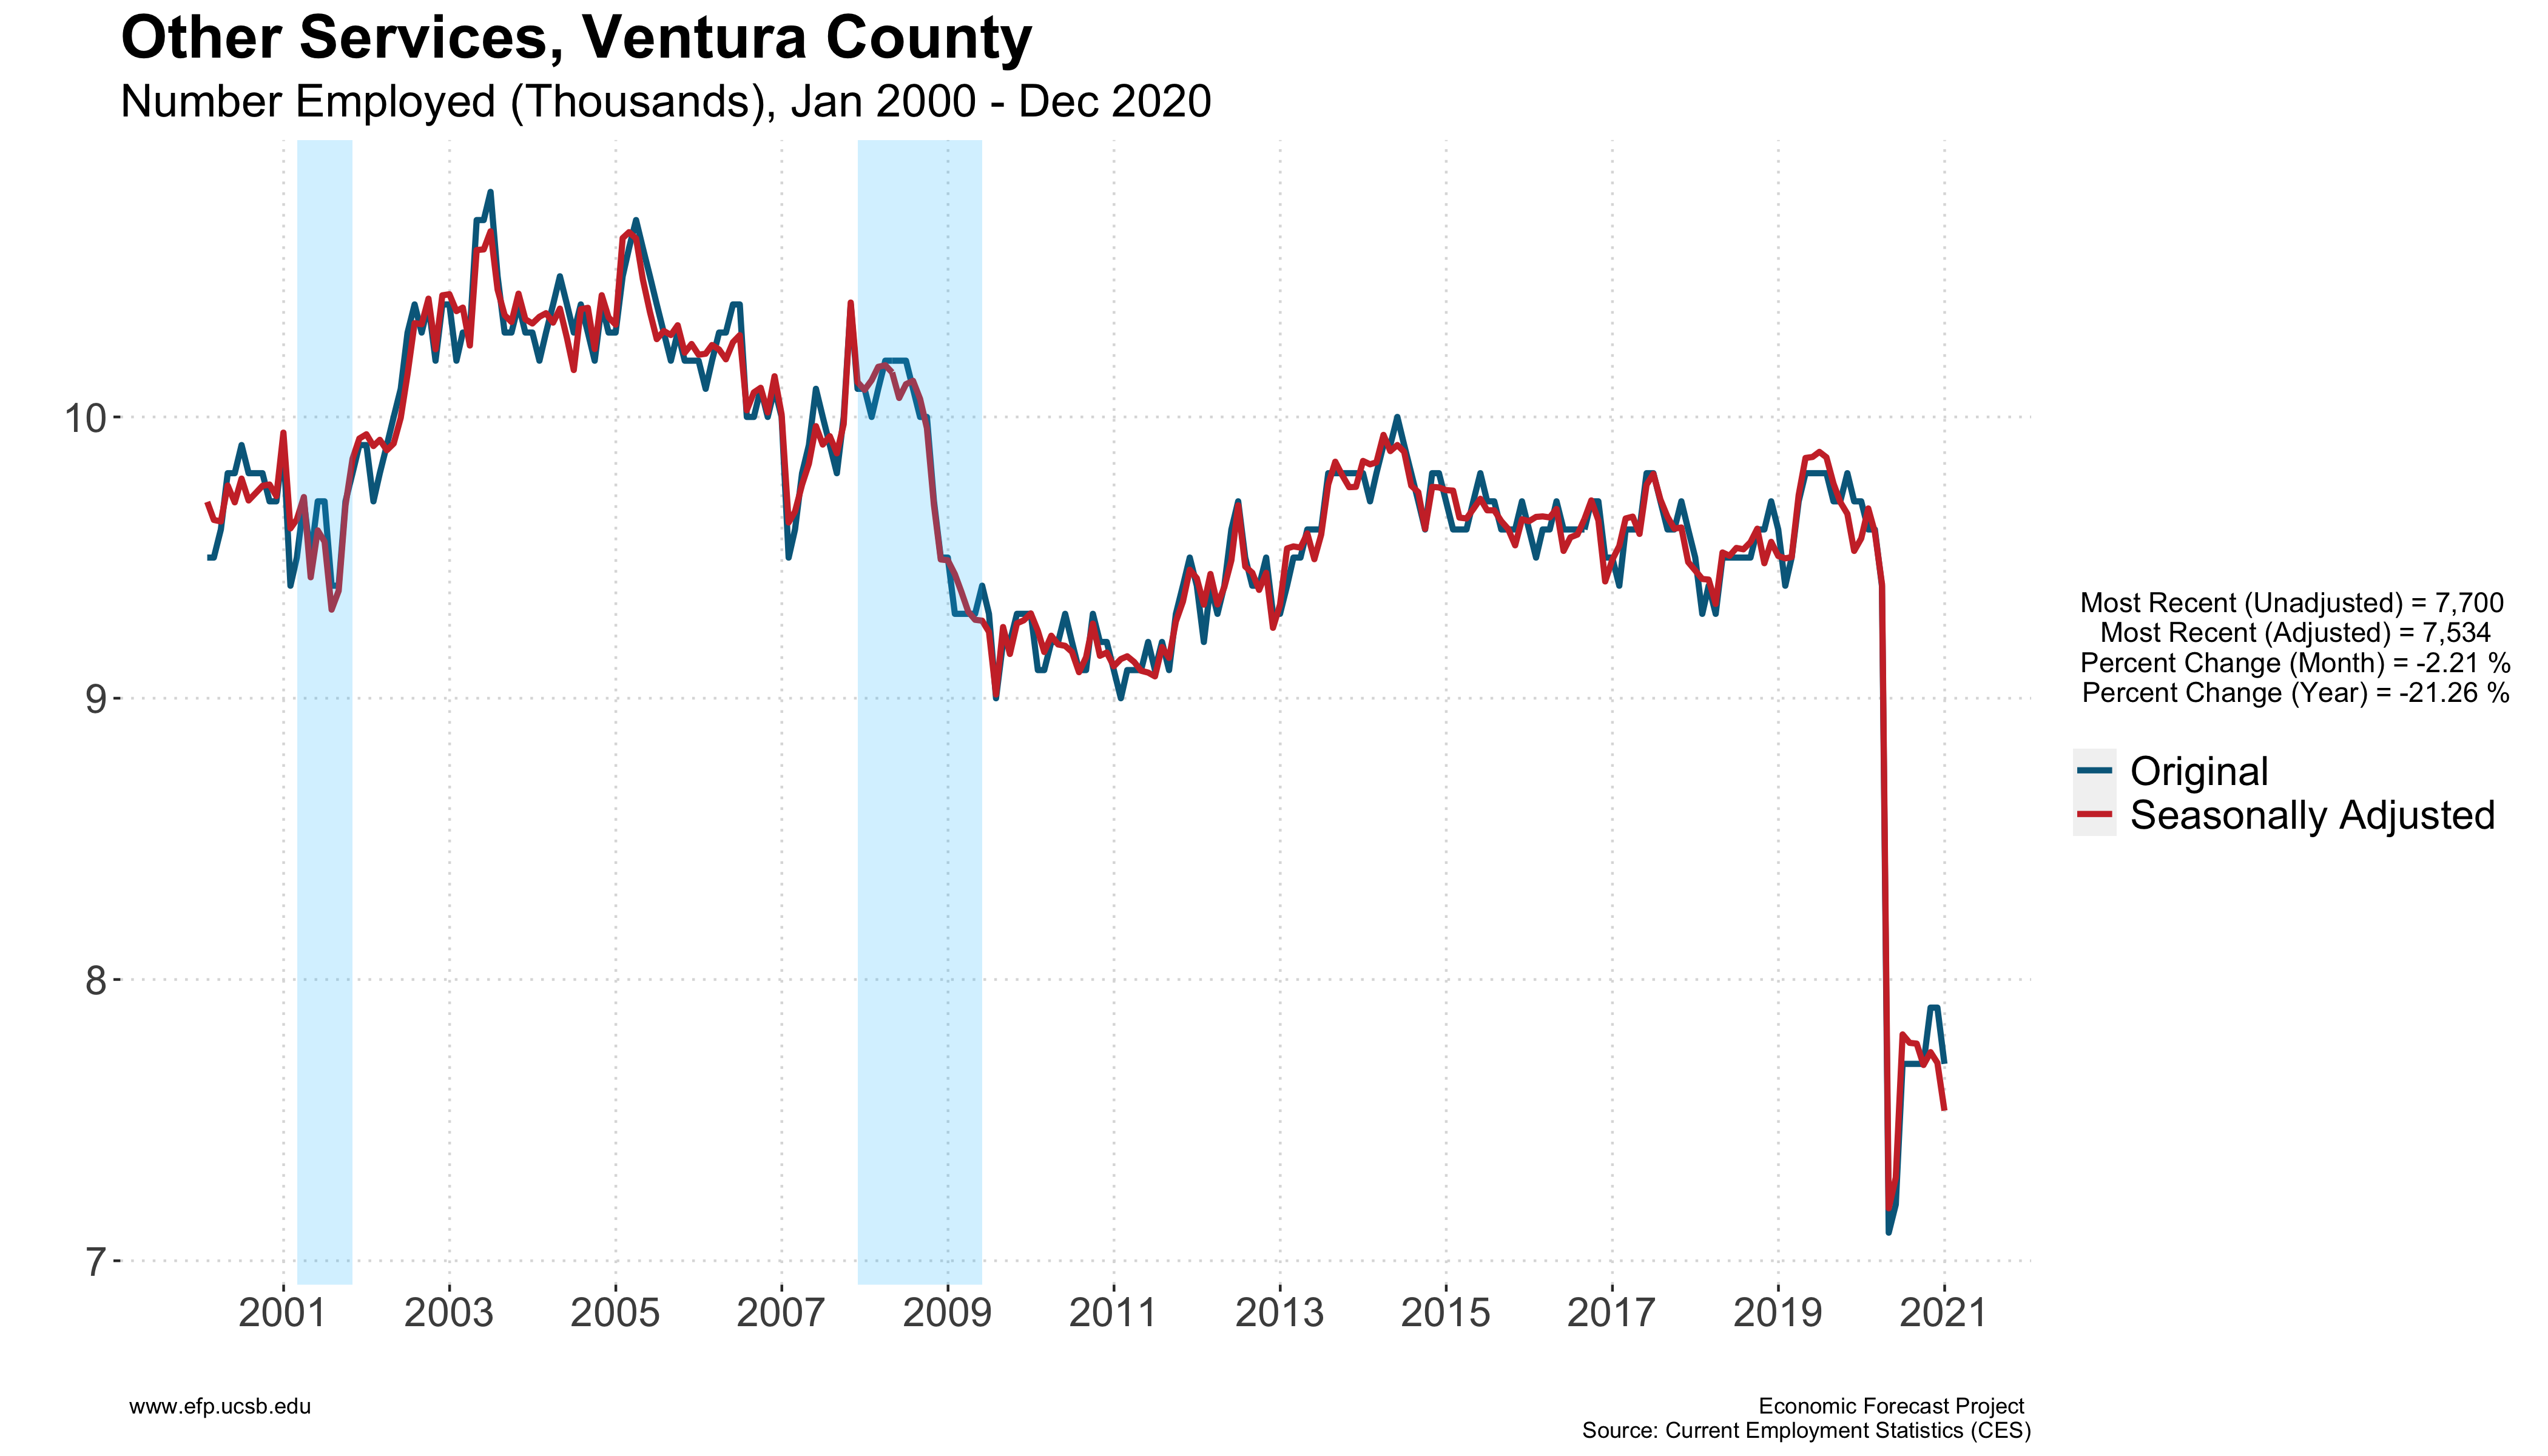 Other Services, Ventura County
Number Employed (Thousands), Jan 2000 - Dec 2020
10
9
8
7
2001 2003 2005 2007 2009 2011 2013 2015 2017 2019 2021
Most Recent (Unadjusted) = 7,700
Most Recent (Adjusted) = 7,534
Percent Change (Month) = -2.21 %
Percent Change (Year) = -21.26 %
Original
Seasonally Adjusted
www.efp.ucsb.edu
Economic Forecast Project
Source: Current Employment Statistics (CES)